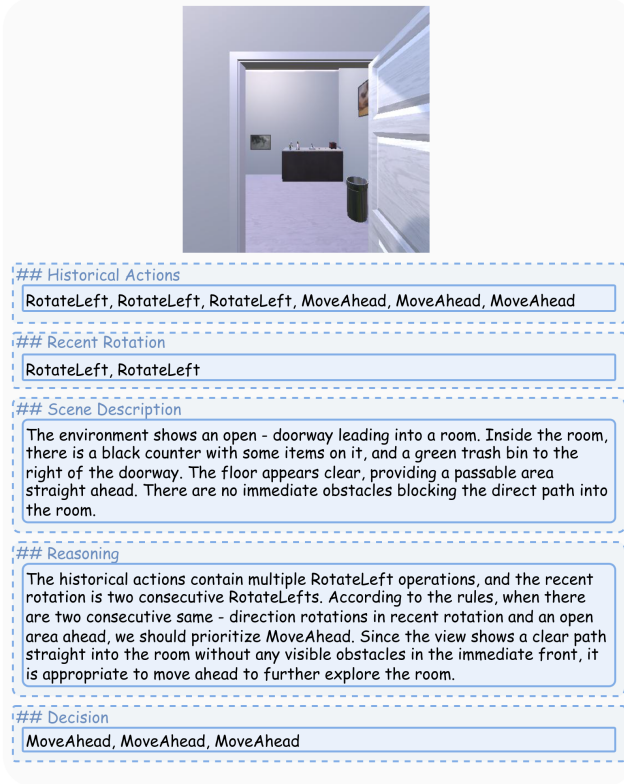 ## Historical Actions
RotateLeft, RotateLeft, RotateLeft, MoveAhead, MoveAhead, MoveAhead
## Recent Rotation
RotateLeft, RotateLeft
## Scene Description
The environment shows an open - doorway leading into a room. Inside the room,
there is a black counter with some items on it, and a green trash bin to the
right of the doorway. The floor appears clear, providing a passable area
straight ahead. There are no immediate obstacles blocking the direct path into
the room.
## Reasoning
The historical actions contain multiple RotateLeft operations, and the recent
rotation is two consecutive RotateLefts. According to the rules, when there
are two consecutive same - direction rotations in recent rotation and an open
area ahead, we should prioritize MoveAhead. Since the view shows a clear path
straight into the room without any visible obstacles in the immediate front, it
is appropriate to move ahead to further explore the room.
## Decision
MoveAhead, MoveAhead, MoveAhead